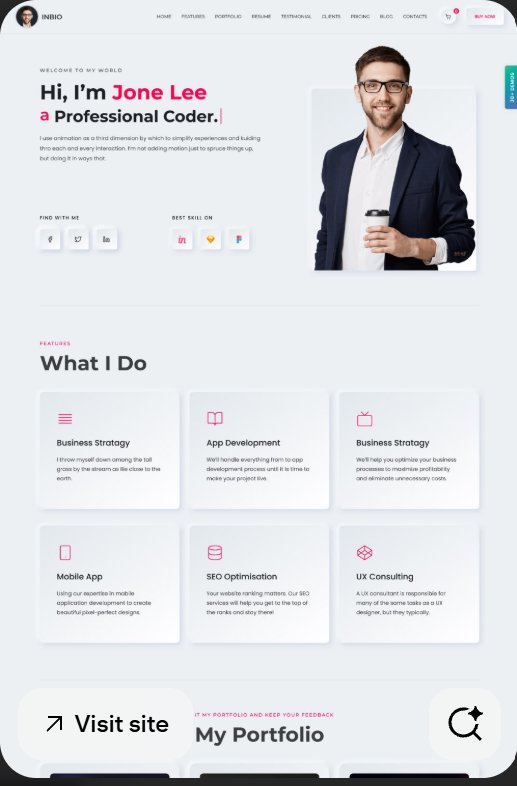 INBIO
HOME FEATURES PORTFOLIO RESUME TESTIMONIAL CLIENTS PRICING BLOG CONTACTS
BUY NOW
WELCOME TO MY WORLD
Hi, I'm Jone Lee
a Professional Coder.
I use animation as a third dimension by which to simplify experiences and kuiding
thro each and every interaction. I'm not adding motion just to spruce things up,
but doing it in ways that.
20+ DEMOS
FIND WITH ME
BEST SKILL ON
in
FEATURES
What I Do
Business Stratagy
I throw myself down among the tall
grass by the stream as Ilie close to the
earth.
App Development
We'll handle everything from to app
development process until it is time to
make your project live.
Business Stratagy
We'll help you optimize your business
processes to maximize profitability
and eliminate unnecessary costs.
Mobile App
Using our expertise in mobile
application development to create
beautiful pixel-perfect designs.
SEO Optimisation
Your website ranking matters. Our SEO
services will help you get to the top of
the ranks and stay there!
UX Consulting
A UX consultant is responsible for
many of the same tasks as a UX
designer, but they typically.
IT MY PORTFOLIO AND KEEP YOUR FEEDBACK
My Portfolio
Visit site